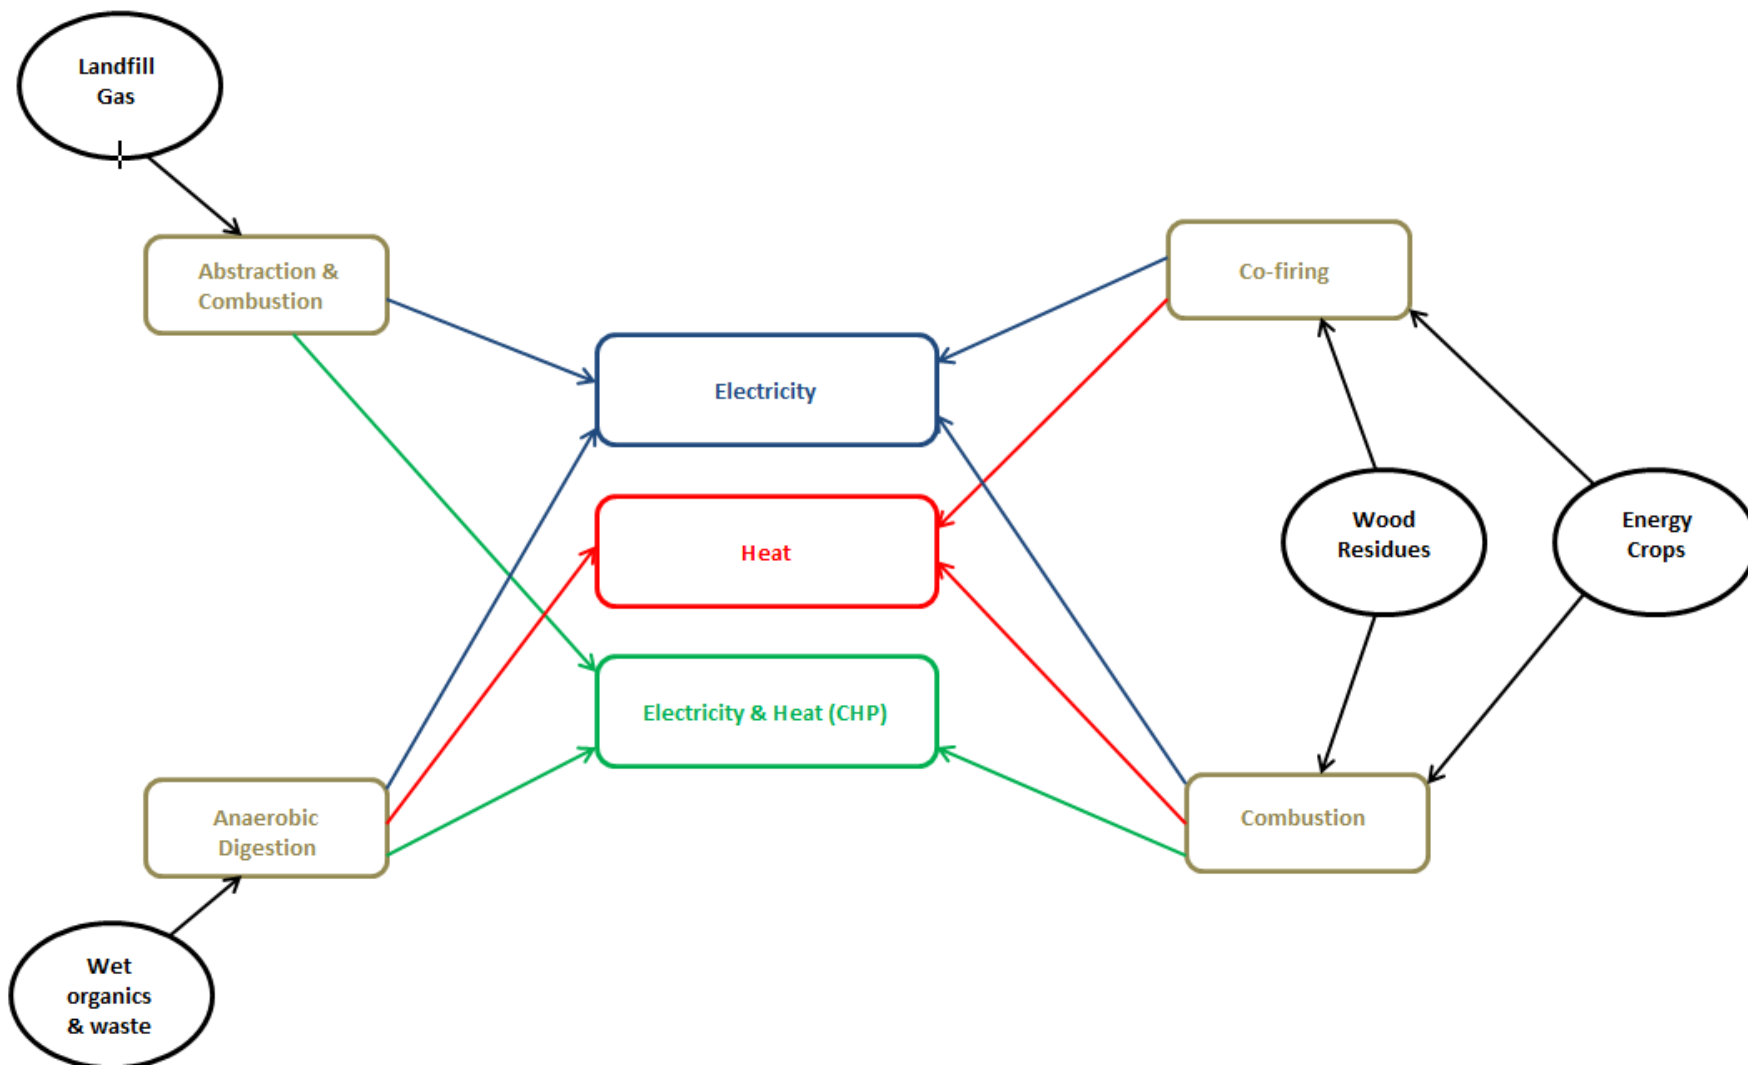 Landfill
Gas
Abstraction &
Combustion
Co-firing
Electricity
Wood
Residues
Energy
Crops
Heat
Electricity & Heat (CHP)
Anaerobic
Digestion
Combustion
Wet
organics
& waste